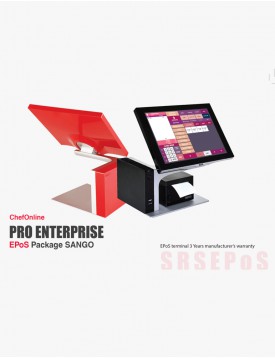 ChefOnline
PRO ENTERPRISE
EPoS Package SANGO
EPoS terminal 3 Years manufacturer's warranty
SRSEPoS